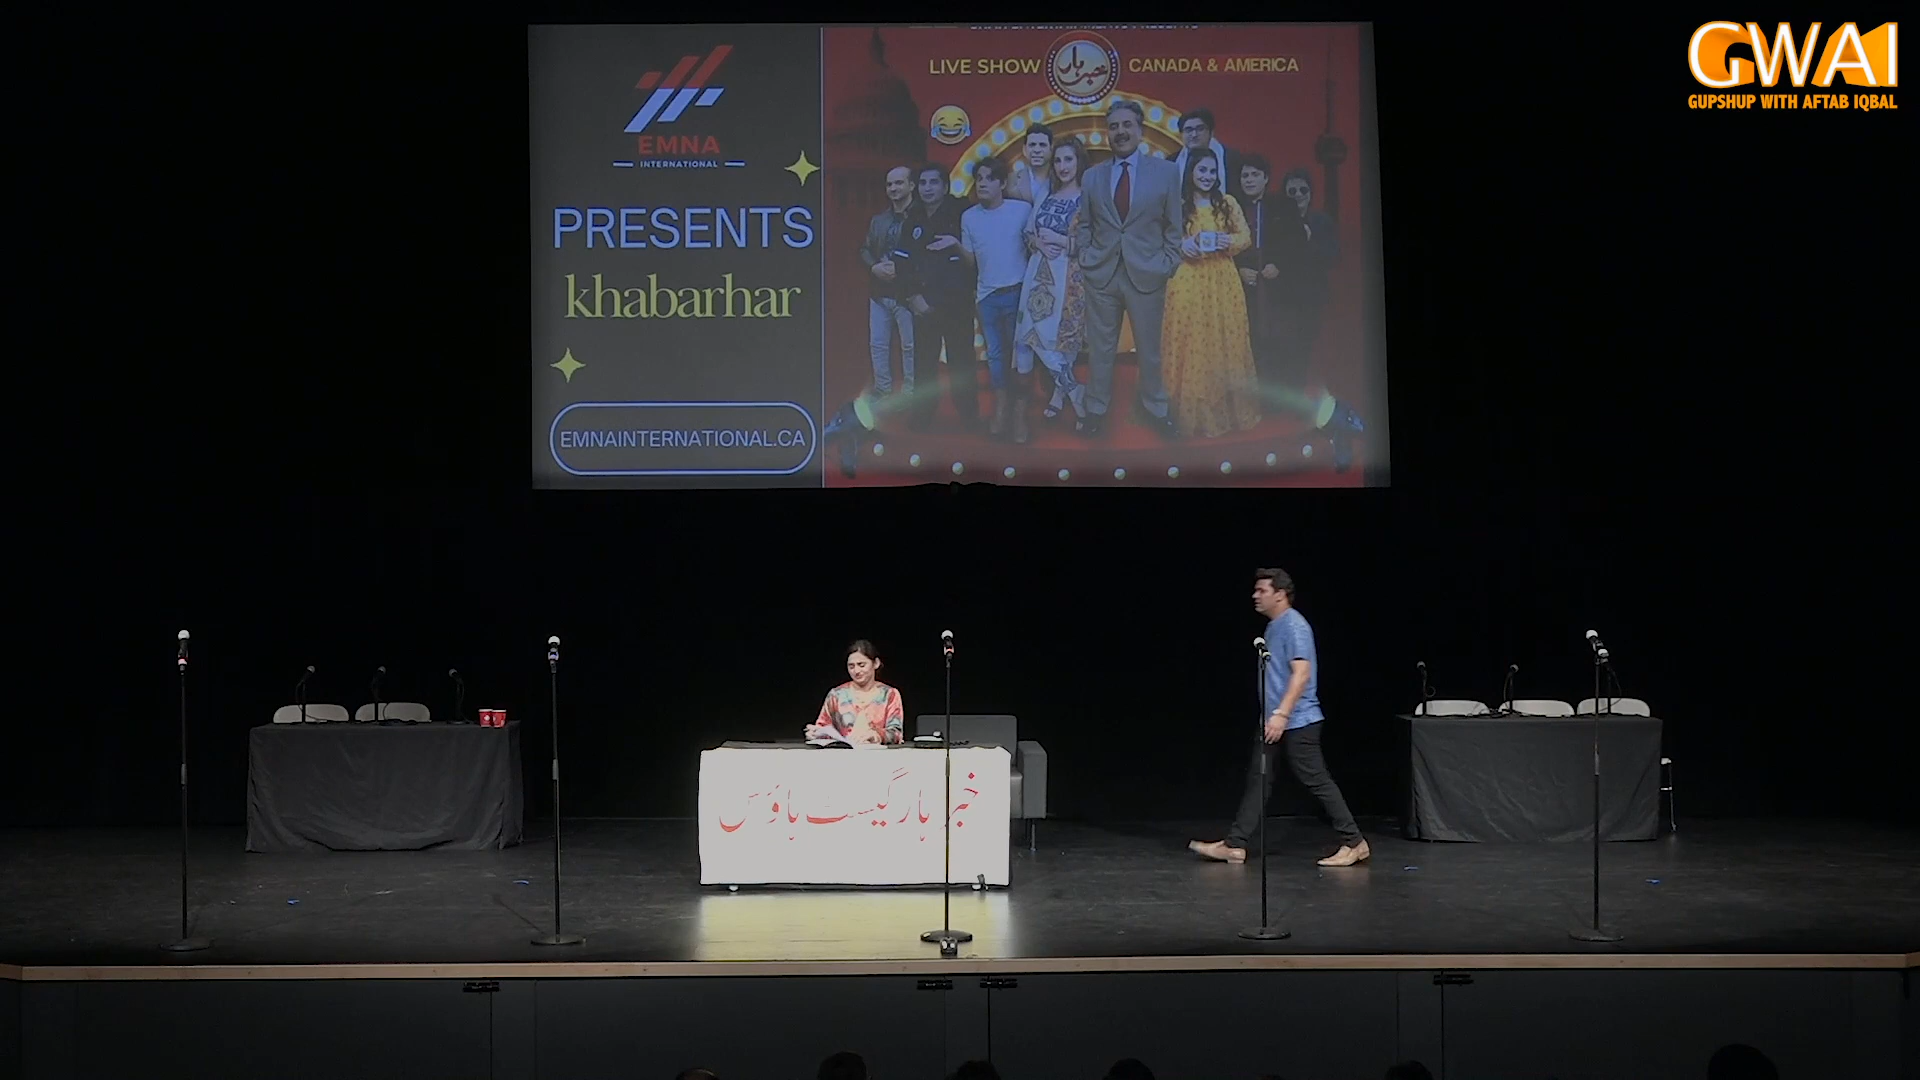 GWAI
GUPSHUP WITH AFTAB IQBAL
EMNA
INTERNATIONAL
PRESENTS
khabarhar
EMNAINTERNATIONAL.CA
LIVE SHOW
خبرہار
CANADA & AMERICA
خبر ہار گیسٹ ہاؤس